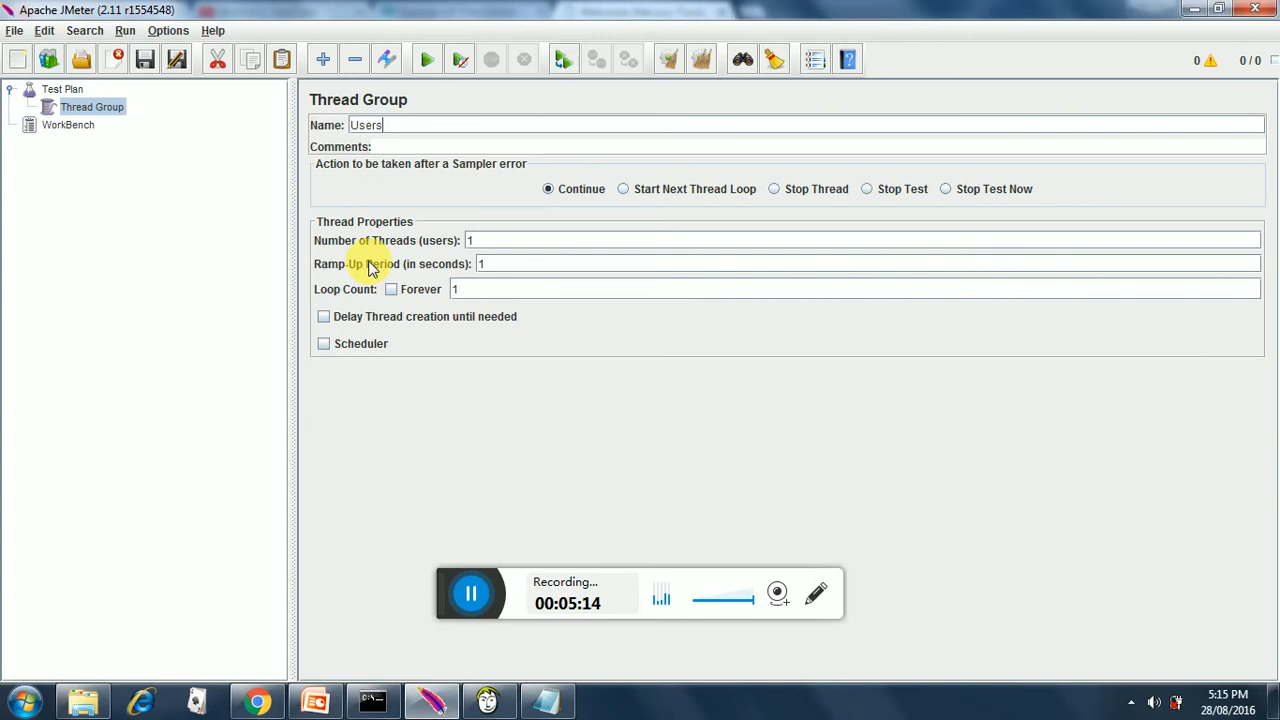 Apache JMeter (2.11 r1554548)
File Edit Search Run Options Help
0 0 / 0
Test Plan
Thread Group
WorkBench
Thread Group
Name: Users
Comments:
Action to be taken after a Sampler error
Continue Start Next Thread Loop Stop Thread Stop Test Stop Test Now
Thread Properties
Number of Threads (users): 1
Ramp-Up Period (in seconds): 1
Loop Count: Forever 1
Delay Thread creation until needed
Scheduler
Recording...
00:05:14
5:15 PM
28/08/2016